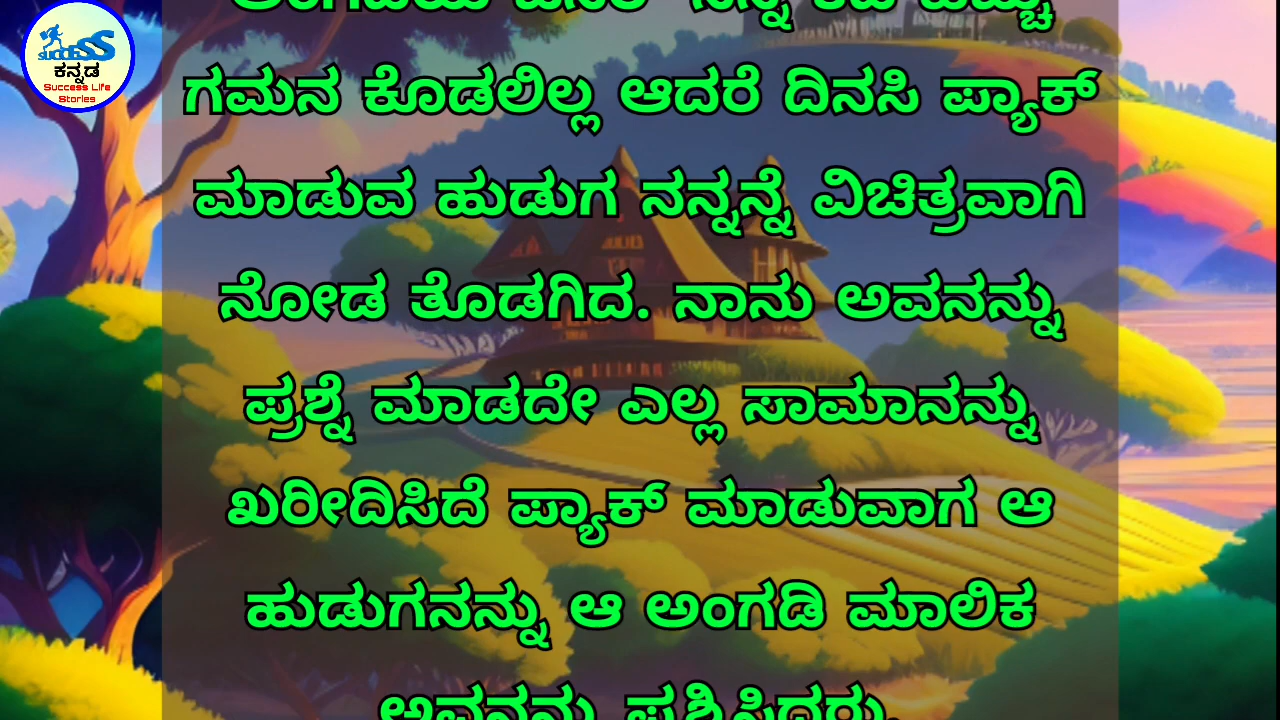 SUCCESS
ಕನ್ನಡ
Success Life
Stories
ಗಮನ ಕೊಡಲಿಲ್ಲ ಆದರೆ ದಿನಸಿ ಪ್ಯಾಕ್
ಮಾಡುವ ಹುಡುಗ ನನ್ನನ್ನೆ ವಿಚಿತ್ರವಾಗಿ
ನೋಡ ತೊಡಗಿದ. ನಾನು ಅವನನ್ನು
ಪ್ರಶ್ನೆ ಮಾಡದೇ ಎಲ್ಲ ಸಾಮಾನನ್ನು
ಖರೀದಿಸಿದೆ ಪ್ಯಾಕ್ ಮಾಡುವಾಗ ಆ
ಹುಡುಗನನ್ನು ಆ ಅಂಗಡಿ ಮಾಲಿಕ